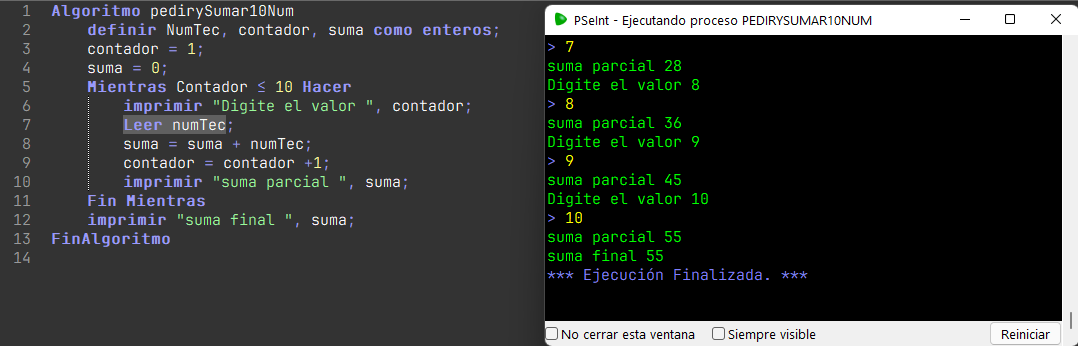 1 Algoritmo pedirySumar10Num
2 definir NumTec, contador, suma como enteros;
3 contador = 1;
4 suma = 0;
5 Mientras Contador ≤ 10 Hacer
6 imprimir "Digite el valor ", contador;
7 Leer numTec;
8 suma = suma + numTec;
9 contador = contador +1;
10 imprimir "suma parcial ", suma;
11 Fin Mientras
12 imprimir "suma final ", suma;
13 FinAlgoritmo
14
PSeInt - Ejecutando proceso PEDIRYSUMAR10NUM
> 7
suma parcial 28
Digite el valor 8
> 8
suma parcial 36
Digite el valor 9
> 9
suma parcial 45
Digite el valor 10
> 10
suma parcial 55
suma final 55
*** Ejecución Finalizada. ***
No cerrar esta ventana Siempre visible Reiniciar